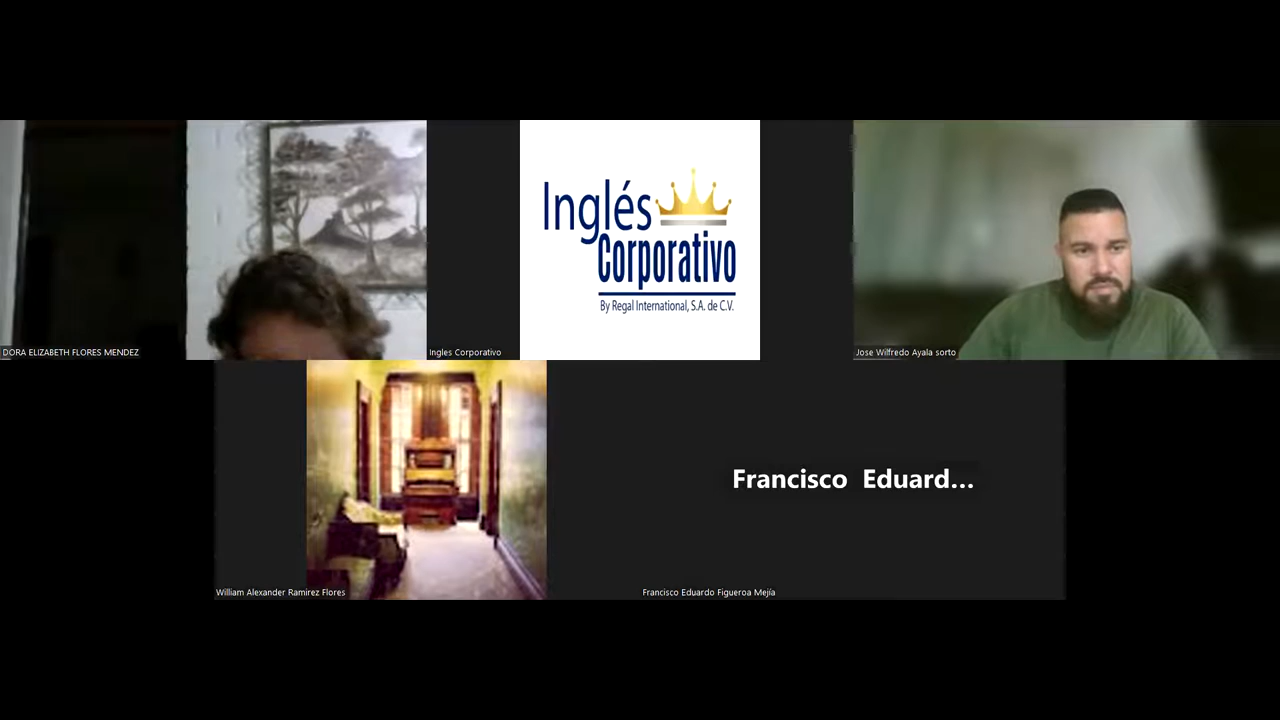 Inglés
Corporativo
By Regal International, S.A. de C.V.
DORA ELIZABETH FLORES MENDEZ
Ingles Corporativo
Jose Wilfredo Ayala sorto
Francisco Eduard...
William Alexander Ramirez Flores
Francisco Eduardo Figueroa Mejía